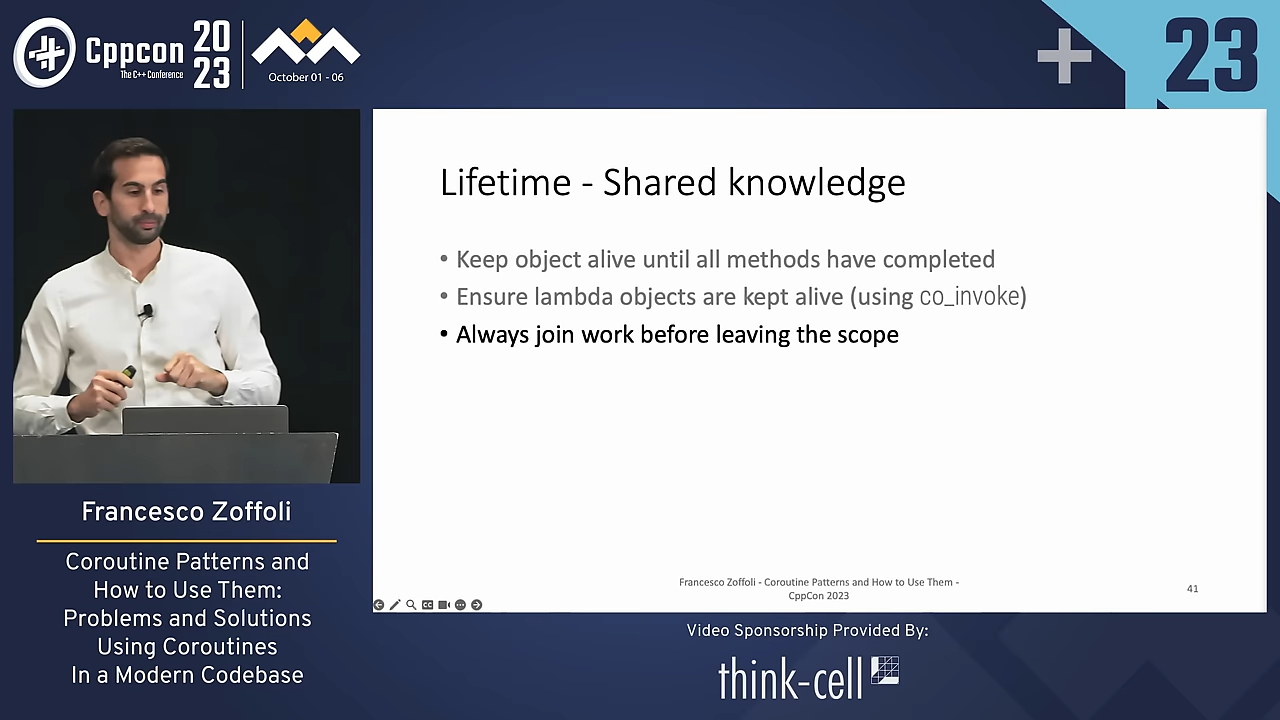 Cppcon
The C++ Conference
20
23
October 01 - 06
23
Lifetime - Shared knowledge
• Keep object alive until all methods have completed
• Ensure lambda objects are kept alive (using co_invoke)
• Always join work before leaving the scope
Francesco Zoffoli - Coroutine Patterns and How to Use Them -
CppCon 2023
41
CC
Francesco Zoffoli
Coroutine Patterns and
How to Use Them:
Problems and Solutions
Using Coroutines
In a Modern Codebase
Video Sponsorship Provided By:
think-cell